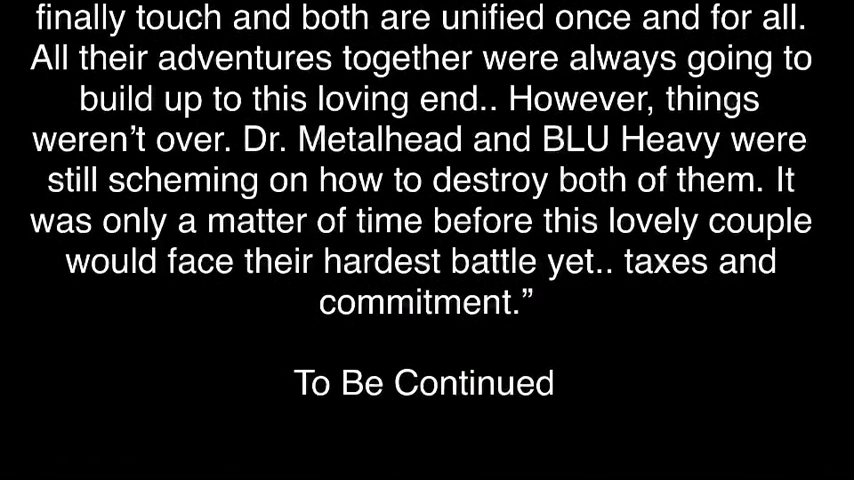 finally touch and both are unified once and for all.
All their adventures together were always going to
build up to this loving end.. However, things
weren’t over. Dr. Metalhead and BLU Heavy were
still scheming on how to destroy both of them. It
was only a matter of time before this lovely couple
would face their hardest battle yet.. taxes and
commitment.”
To Be Continued